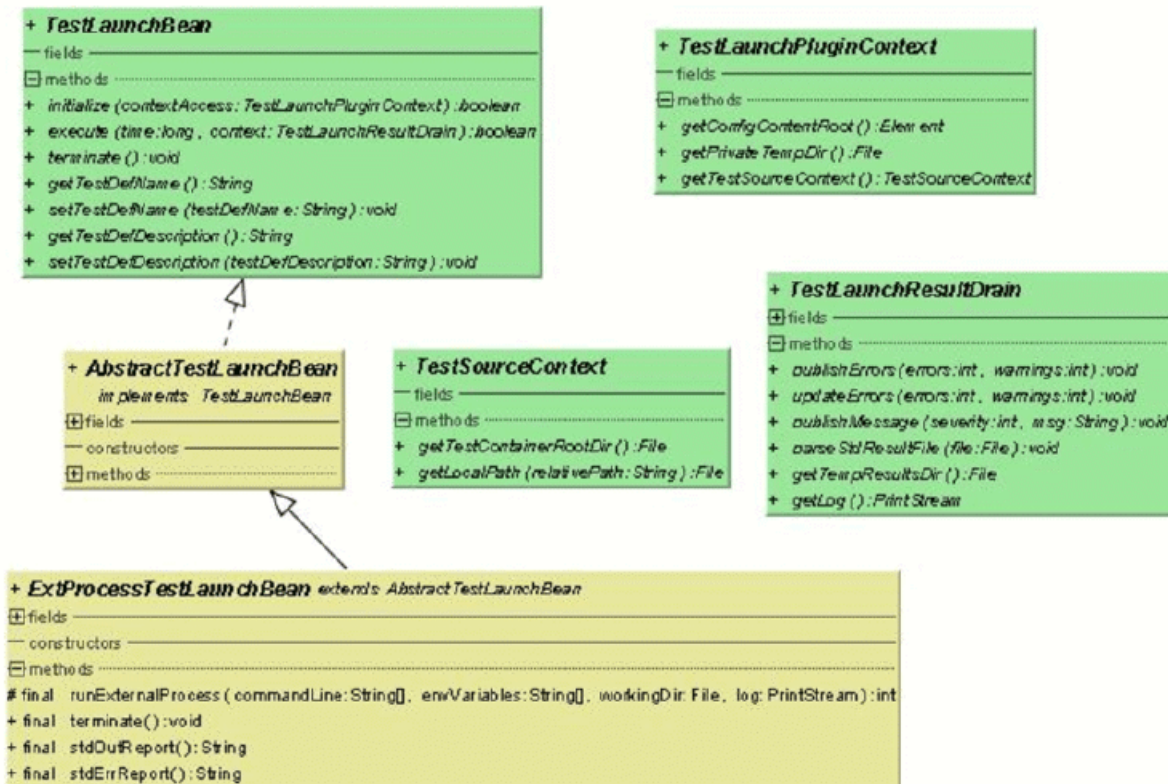 + TestLaunchBean
fields
methods
+ initialize (contextAccess: TestLaunchPluginContext) :boolean
+ execute (time:long , context: TestLaunchResultDrain) :boolean
+ terminate () :void
+ getTestDefName () : String
+ setTestDefName (testDefName: String) : void
+ getTestDefDescription () : String
+ setTestDefDescription (testDefDescription: String) : void
+ TestLaunchPluginContext
fields
methods
+ getConfigContentRoot () : Element
+ getPrivateTempDir () :File
+ getTestSourceContext () : TestSourceContext
+ TestLaunchResultDrain
fields
methods
+ publishErrors (errors:int , warnings:int) : void
+ updateErrors (errors:int , warnings:int) : void
+ publishMessage (severity:int , msg: String) : void
+ parseStdResultFile (file:File) : void
+ getTempResultsDir () :File
+ getLog () :PrintStream
+ AbstractTestLaunchBean
implements TestLaunchBean
fields
constructors
methods
+ TestSourceContext
fields
methods
+ getTestContainerRootDir () :File
+ getLocalPath (relativePath: String) :File
+ ExtProcessTestLaunchBean extends AbstractTestLaunchBean
fields
constructors
methods
# final runExternalProcess ( commandLine: String[], envVariables: String[], workingDir: File, log: PrintStream) : int
+ final terminate() :void
+ final stdOutReport() : String
+ final stdErrReport() : String